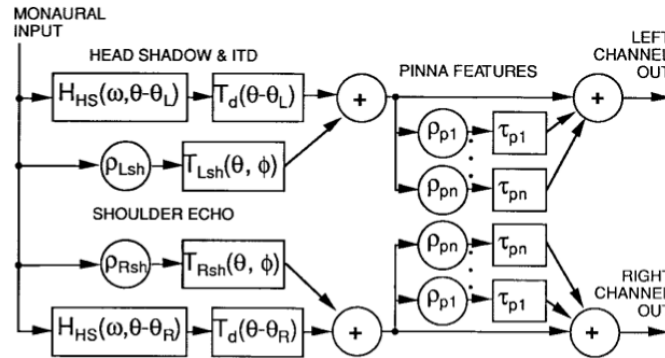 MONAURAL
INPUT
HEAD SHADOW & ITD
PINNA FEATURES
LEFT
CHANNEL
OUT
H_HS(ω,θ-θ_L)
T_d(θ-θ_L)
+
+
ρ_p1
τ_p1
ρ_Lsh
T_Lsh(θ, φ)
ρ_pn
τ_pn
SHOULDER ECHO
ρ_Rsh
T_Rsh(θ, φ)
ρ_pn
τ_pn
ρ_p1
τ_p1
RIGHT
CHANNEL
OUT
H_HS(ω,θ-θ_R)
T_d(θ-θ_R)
+
+